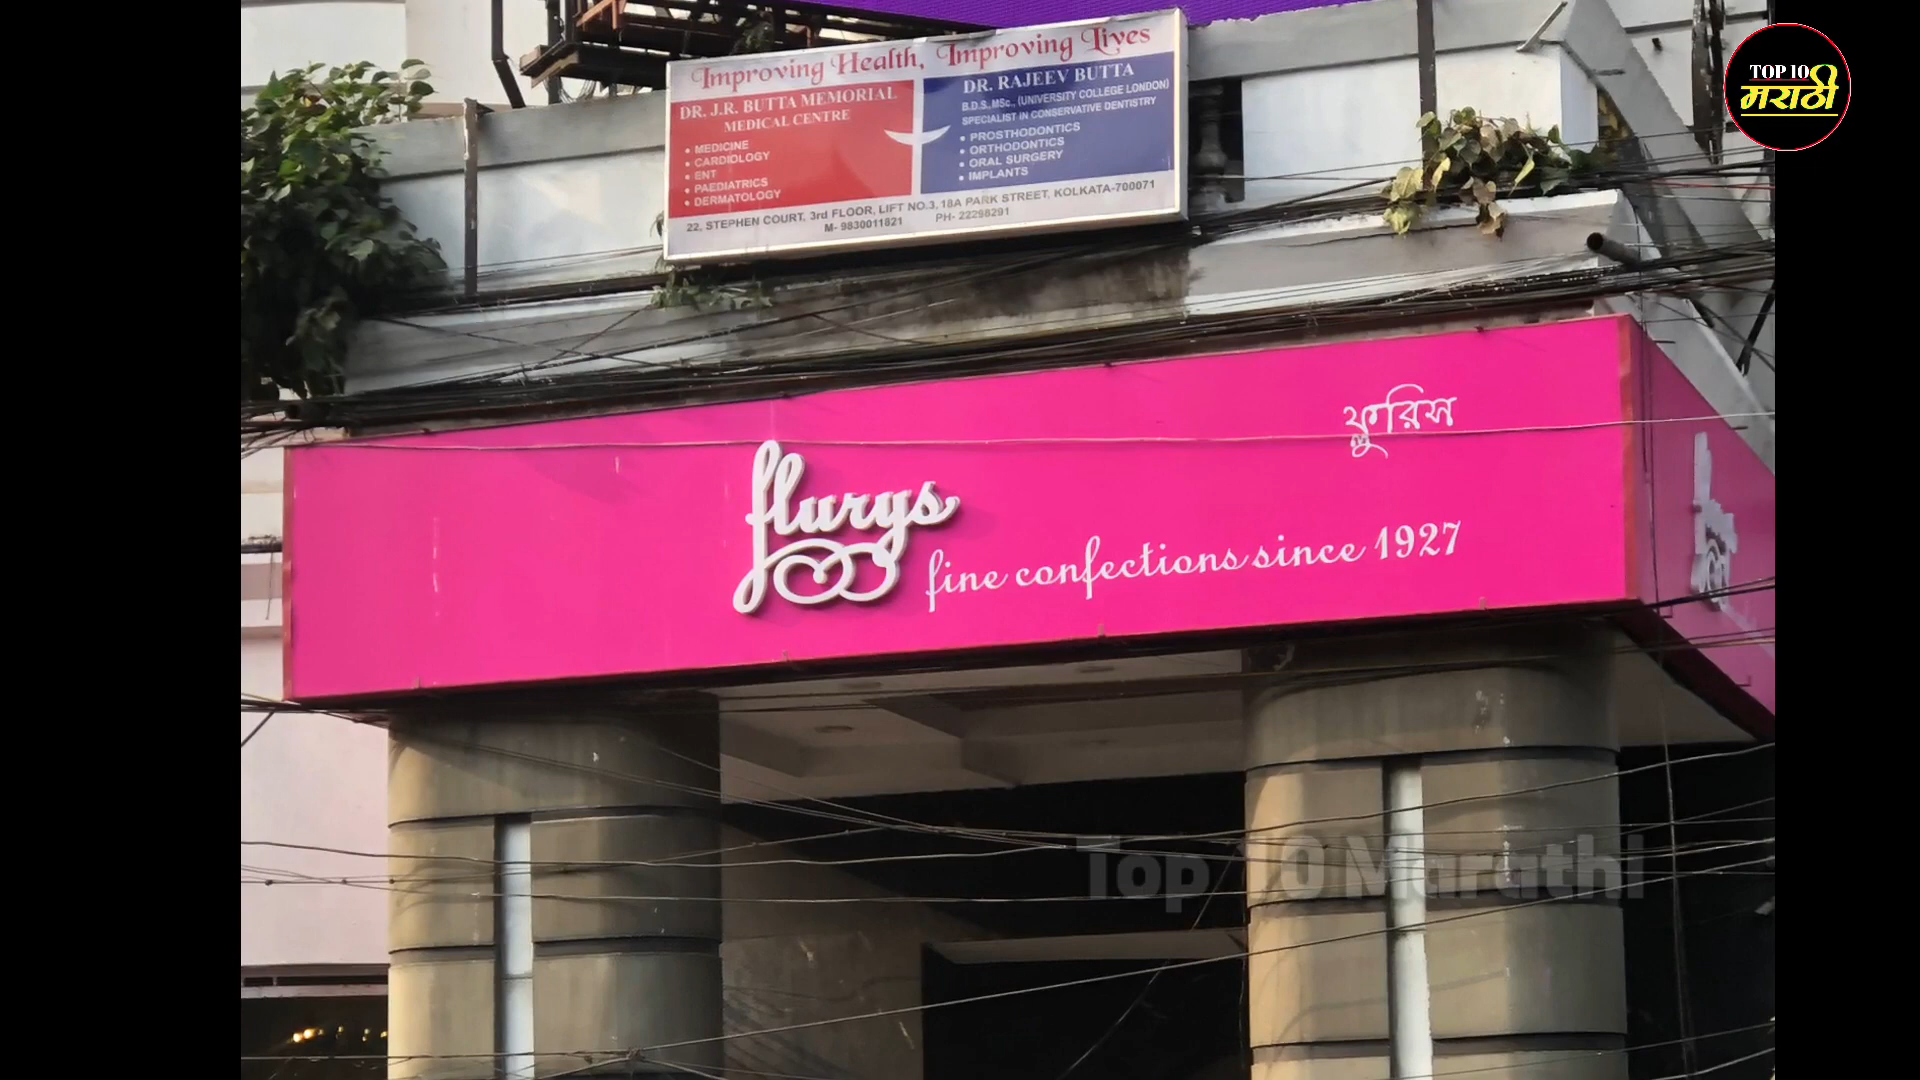 Improving Health, Improving Lives
DR. J.R. BUTTA MEMORIAL
MEDICAL CENTRE
• MEDICINE
• CARDIOLOGY
• ENT
• PAEDIATRICS
• DERMATOLOGY
DR. RAJEEV BUTTA
B.D.S., MSc., (UNIVERSITY COLLEGE LONDON)
SPECIALIST IN CONSERVATIVE DENTISTRY
• PROSTHODONTICS
• ORTHODONTICS
• ORAL SURGERY
• IMPLANTS
22, STEPHEN COURT, 3rd FLOOR, LIFT NO.3, 18A PARK STREET, KOLKATA-700071
M- 9830011821 PH- 22298291
TOP 10
मराठी
ফ্লুরিস
flurys
fine confections since 1927
Top 10 Marathi